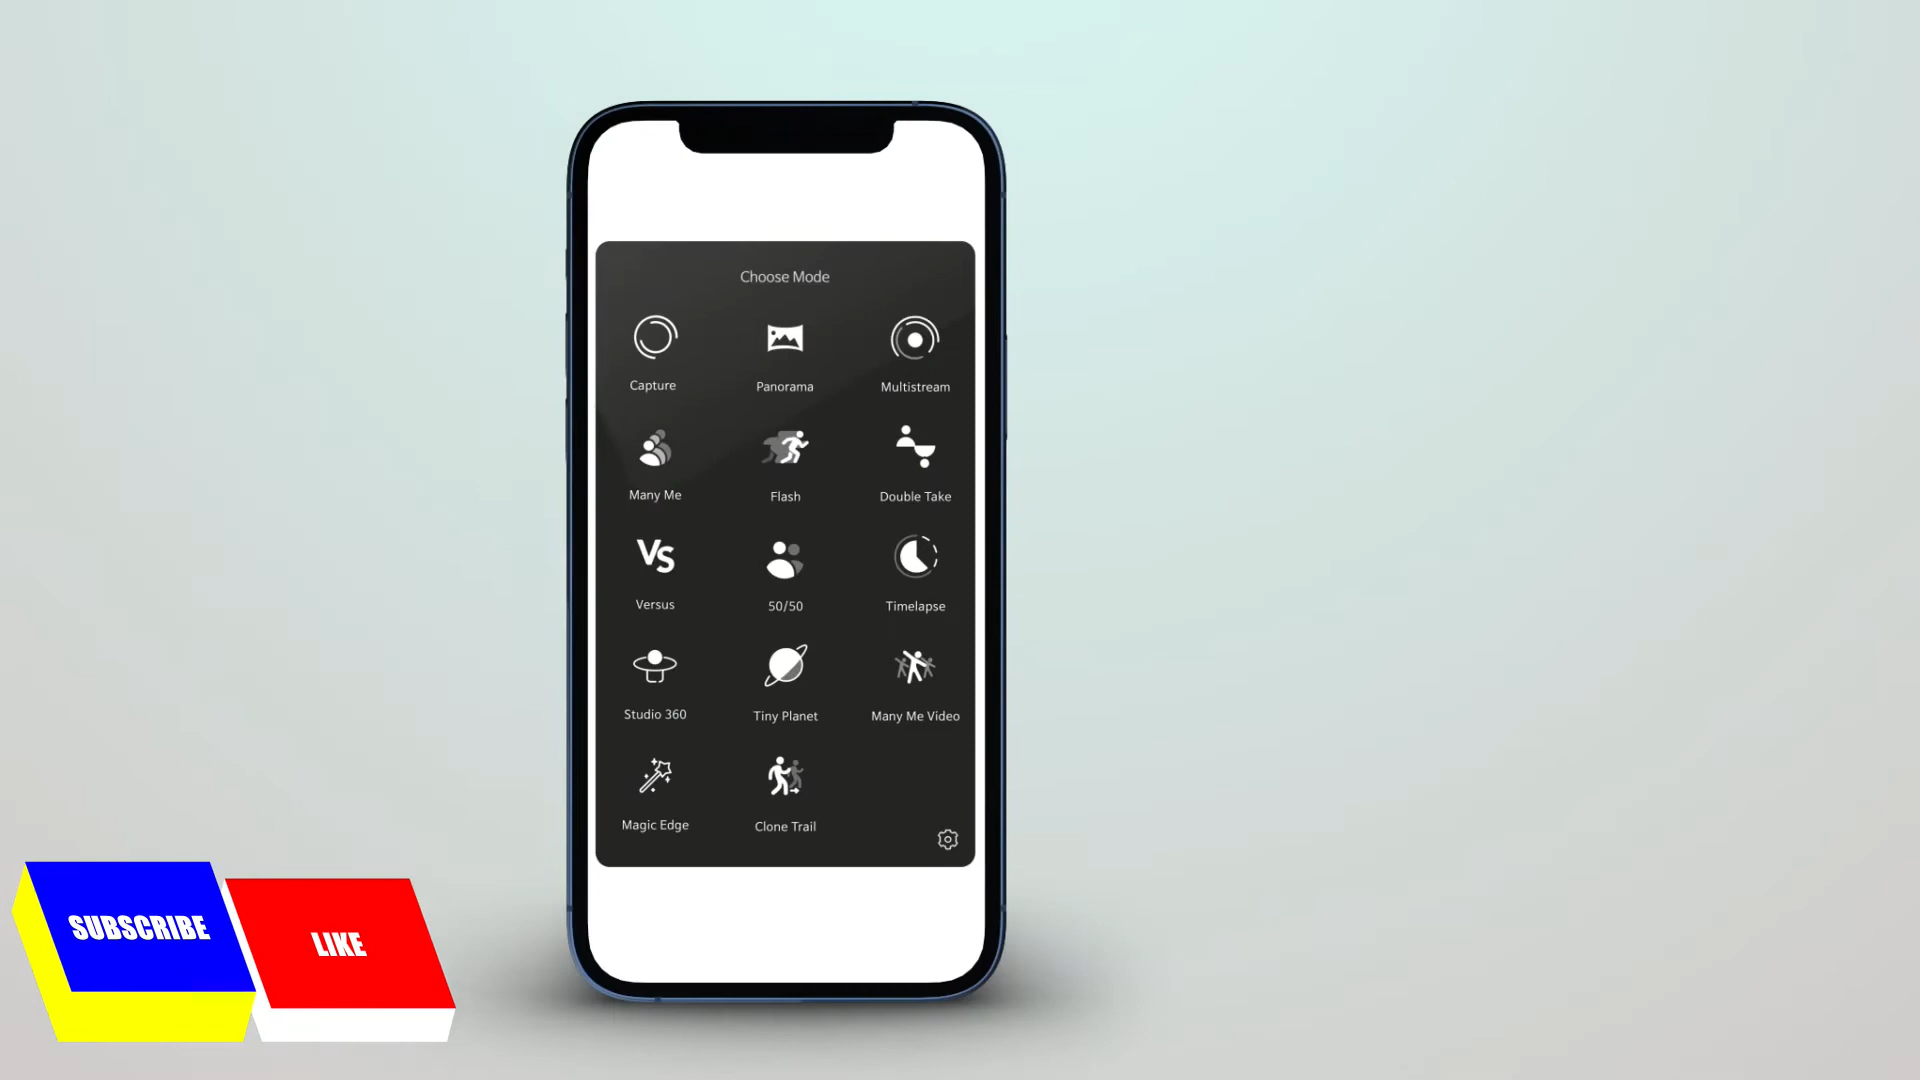 Choose Mode
Capture
Panorama
Multistream
Many Me
Flash
Double Take
VS
Versus
50/50
Timelapse
Studio 360
Tiny Planet
Many Me Video
Magic Edge
Clone Trail
SUBSCRIBE
LIKE